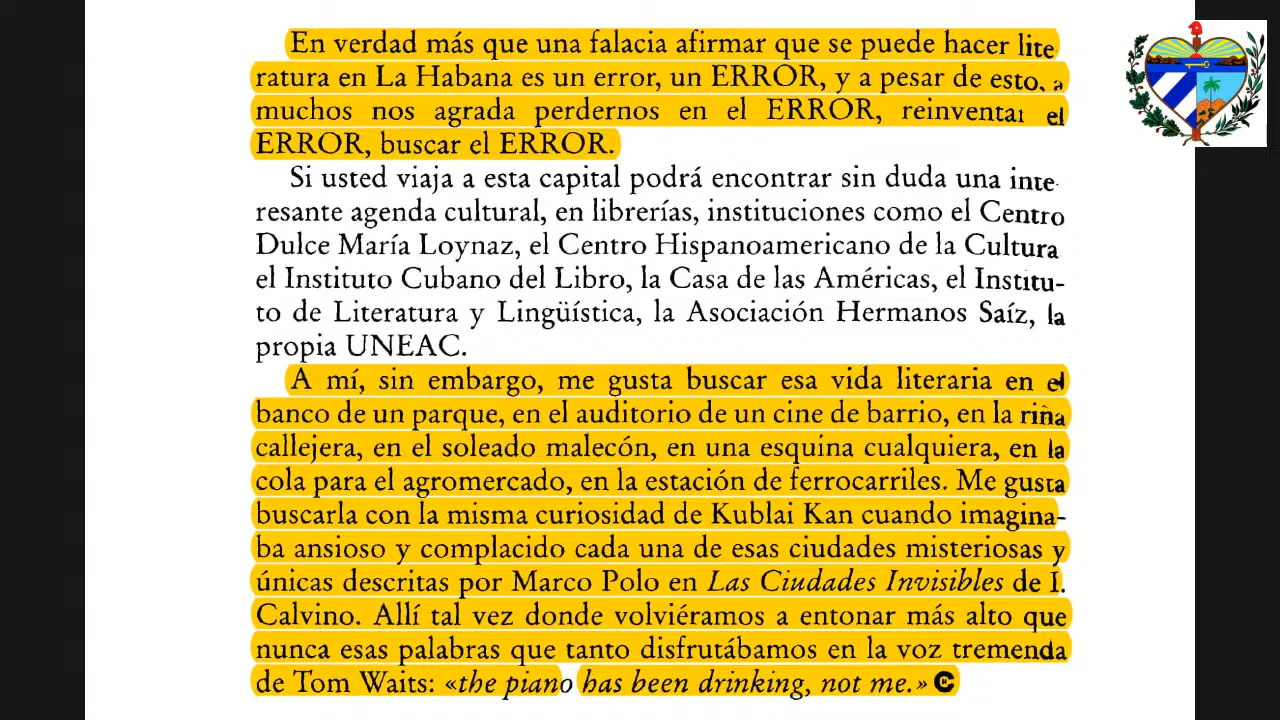 En verdad más que una falacia afirmar que se puede hacer lite
ratura en La Habana es un error, un ERROR, y a pesar de esto, a
muchos nos agrada perdernos en el ERROR, reinventar el
ERROR, buscar el ERROR.
Si usted viaja a esta capital podrá encontrar sin duda una inte-
resante agenda cultural, en librerías, instituciones como el Centro
Dulce María Loynaz, el Centro Hispanoamericano de la Cultura
el Instituto Cubano del Libro, la Casa de las Américas, el Institu-
to de Literatura y Lingüística, la Asociación Hermanos Saíz, la
propia UNEAC.
A mí, sin embargo, me gusta buscar esa vida literaria en el
banco de un parque, en el auditorio de un cine de barrio, en la riña
callejera, en el soleado malecón, en una esquina cualquiera, en la
cola para el agromercado, en la estación de ferrocarriles. Me gusta
buscarla con la misma curiosidad de Kublai Kan cuando imagina-
ba ansioso y complacido cada una de esas ciudades misteriosas y
únicas descritas por Marco Polo en Las Ciudades Invisibles de I.
Calvino. Allí tal vez donde volviéramos a entonar más alto que
nunca esas palabras que tanto disfrutábamos en la voz tremenda
de Tom Waits: «the piano has been drinking, not me.»